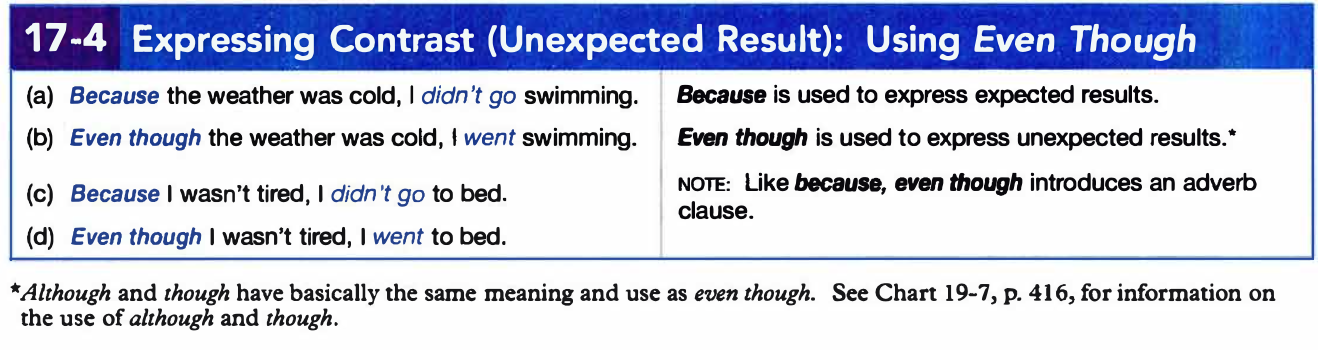 17-4 Expressing Contrast (Unexpected Result): Using Even Though
(a) Because the weather was cold, I didn't go swimming.
(b) Even though the weather was cold, I went swimming.
(c) Because I wasn't tired, I didn't go to bed.
(d) Even though I wasn't tired, I went to bed.
Because is used to express expected results.
Even though is used to express unexpected results.*
NOTE: Like because, even though introduces an adverb
clause.
*Although and though have basically the same meaning and use as even though. See Chart 19-7, p. 416, for information on
the use of although and though.